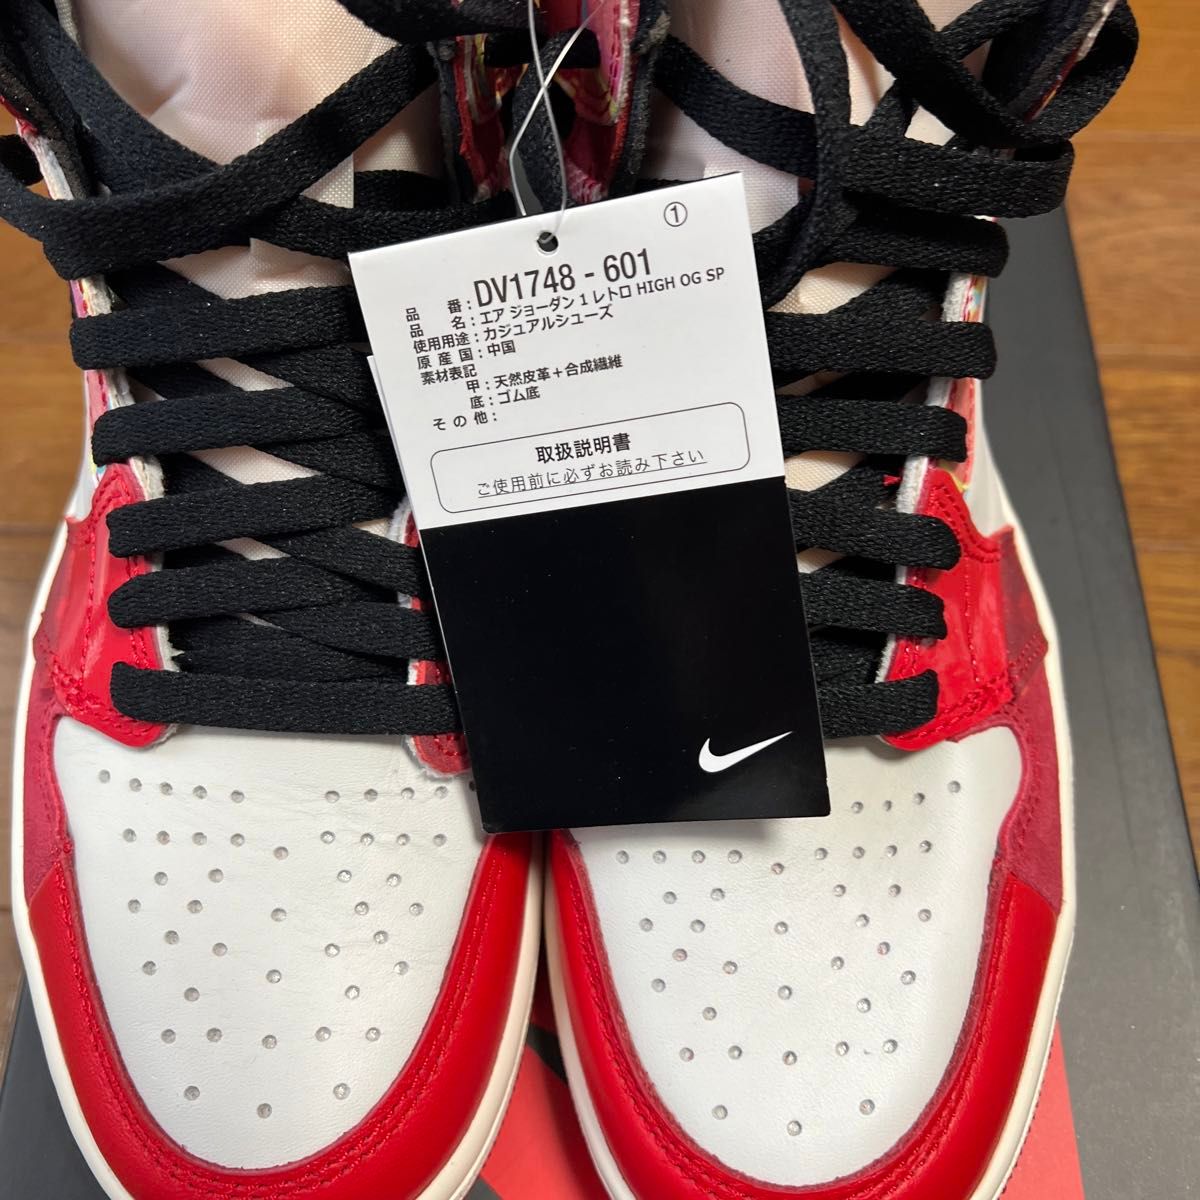 ①
品番：DV1748 - 601
品名：エア ジョーダン 1 レトロ HIGH OG SP
使用用途：カジュアルシューズ
原産国：中国
素材表記
甲：天然皮革＋合成繊維
底：ゴム底
その他：
取扱説明書
ご使用前に必ずお読み下さい